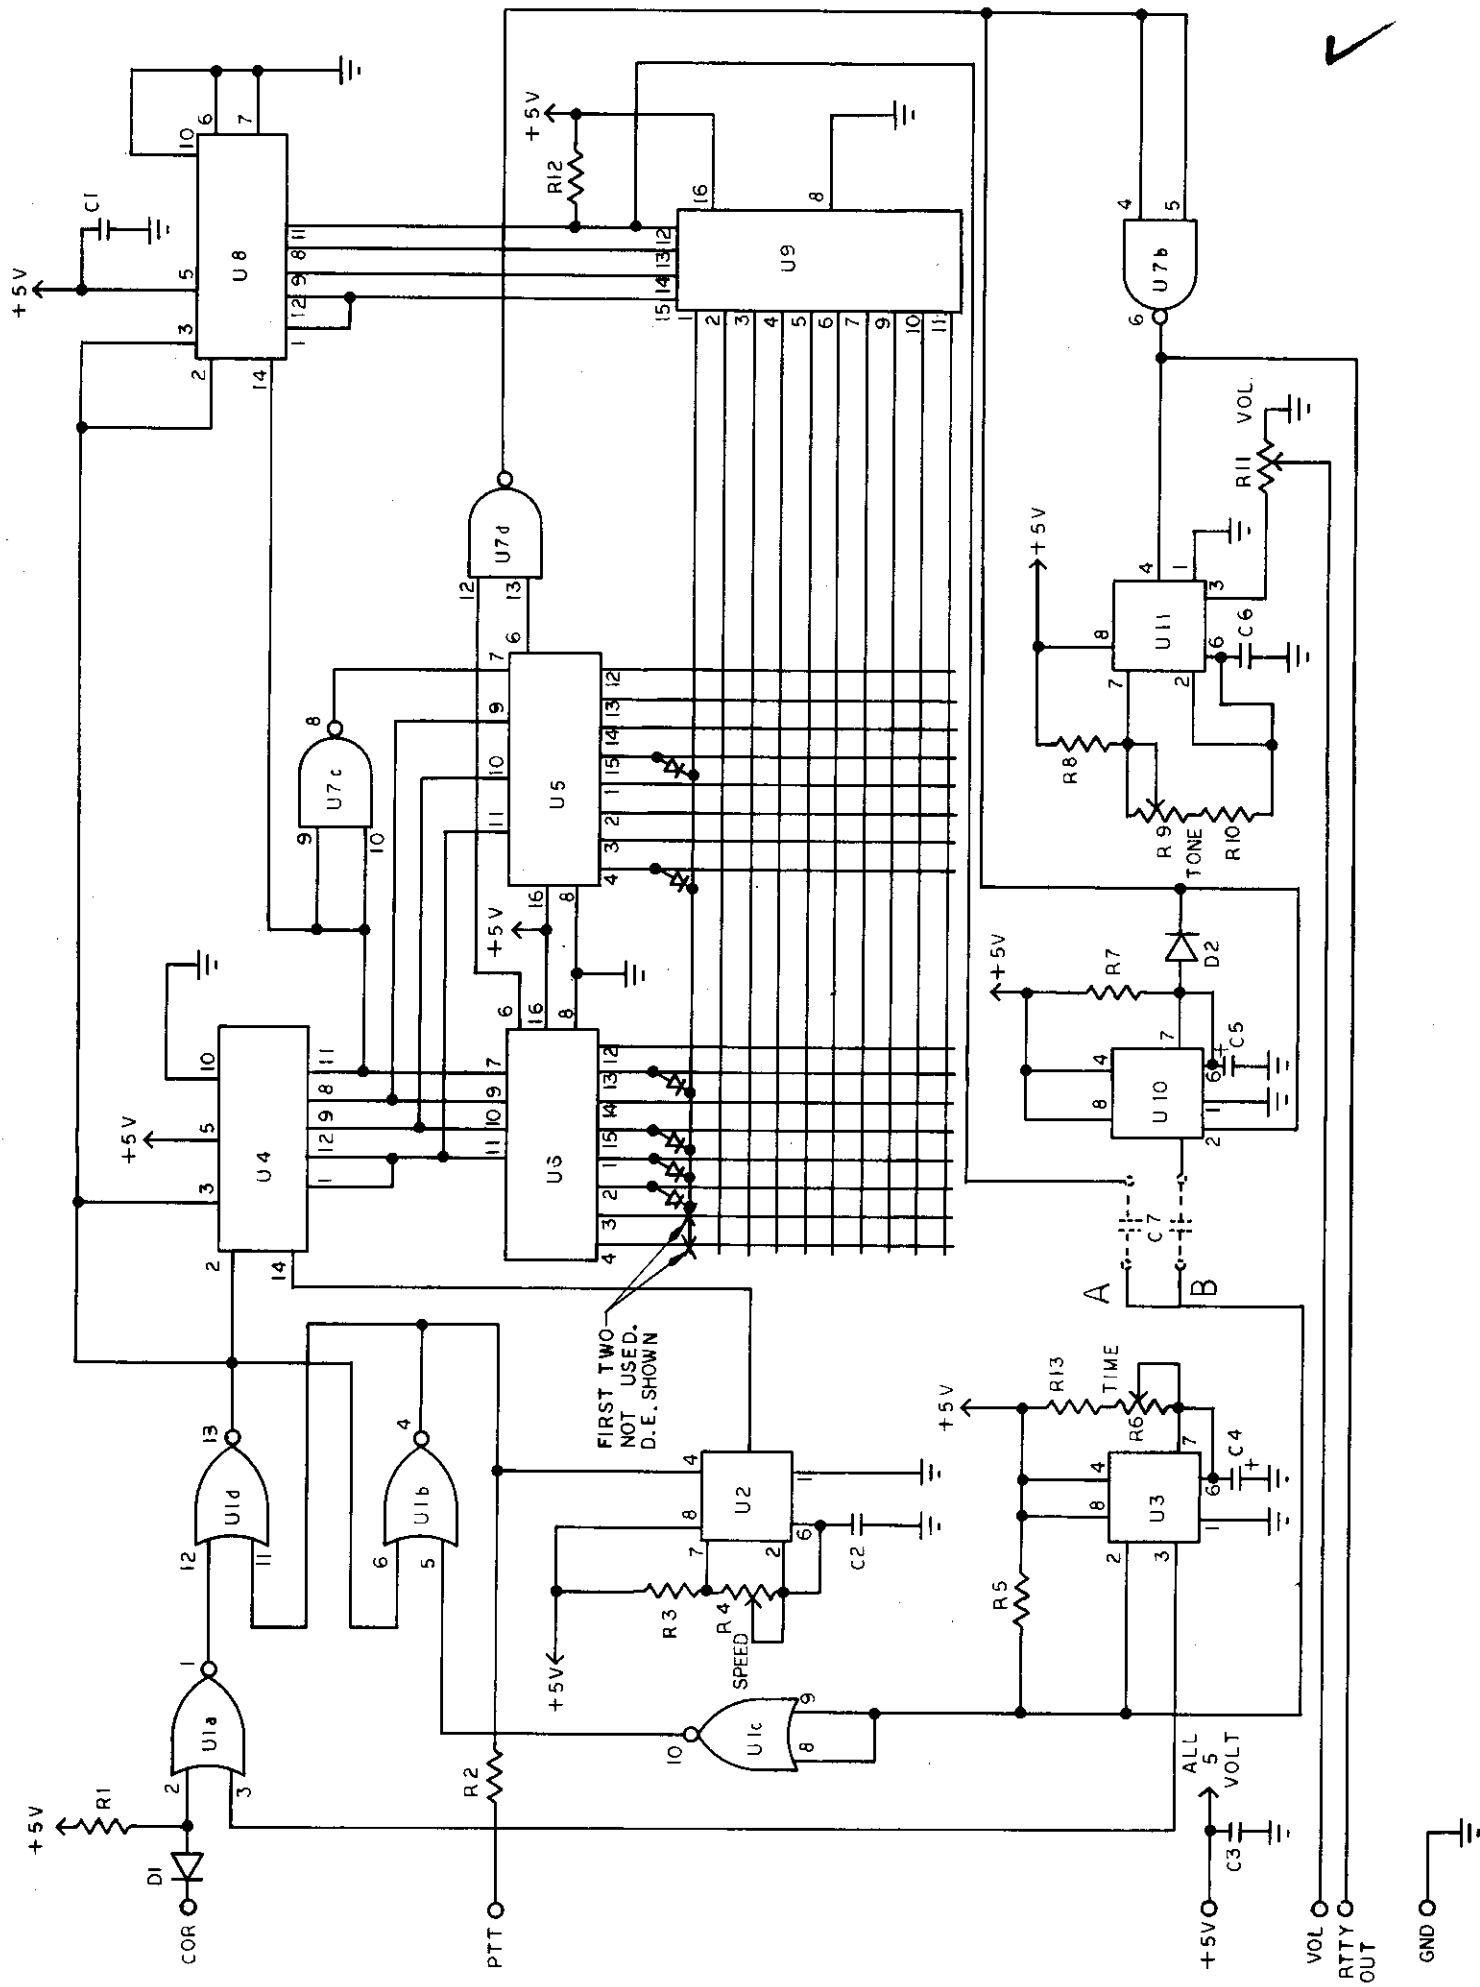 COR
D1
+5V
R1
2
3
U1a
1
12
11
U1d
13
6
5
U1b
4
PTT
R2
10
U1c
8
9
+5V
R3
R4
SPEED
8
4
7
2
6
1
U2
C2
2
14
3
5
10
+5V
U4
1
12
9
8
11
9
10
U7c
8
2
3
5
10
14
+5V
C1
U8
6
7
1
12
9
8
11
11
10
9
7
6
16
8
U6
4
3
2
1
15
14
13
12
FIRST TWO
NOT USED.
D.E. SHOWN
+5V
16
8
11
10
9
7
6
U5
4
3
2
1
15
14
13
12
12
13
U7d
+5V
R12
15
14
13
12
16
8
U9
1
2
3
4
5
6
7
9
10
11
+5V
R5
R13
TIME
R6
8
4
7
2
3
6
1
U3
C4
+
A
B
C7
+5V
R7
8
4
7
6
1
2
U10
C5
+
D2
+5V
R8
R9
TONE
R10
7
8
2
6
4
1
3
U11
C6
R11
VOL.
6
U7b
4
5
+5V
C3
ALL
5
VOLT
VOL
RTTY
OUT
GND